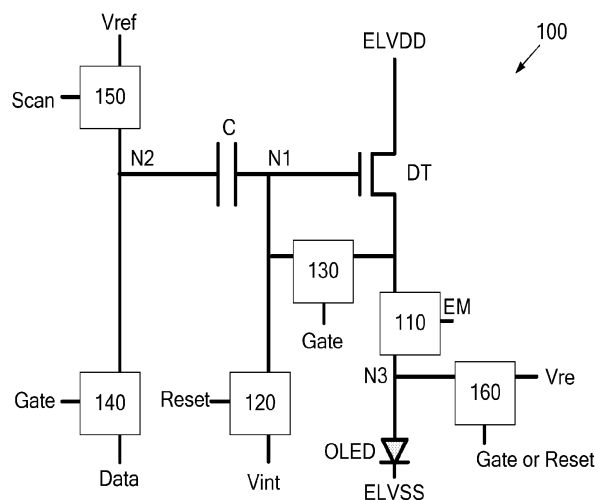 Vref
ELVDD
100
Scan
150
C
N2
N1
DT
130
Gate
110
EM
N3
Vre
Gate
140
Reset
120
160
OLED
Gate or Reset
Data
Vint
ELVSS